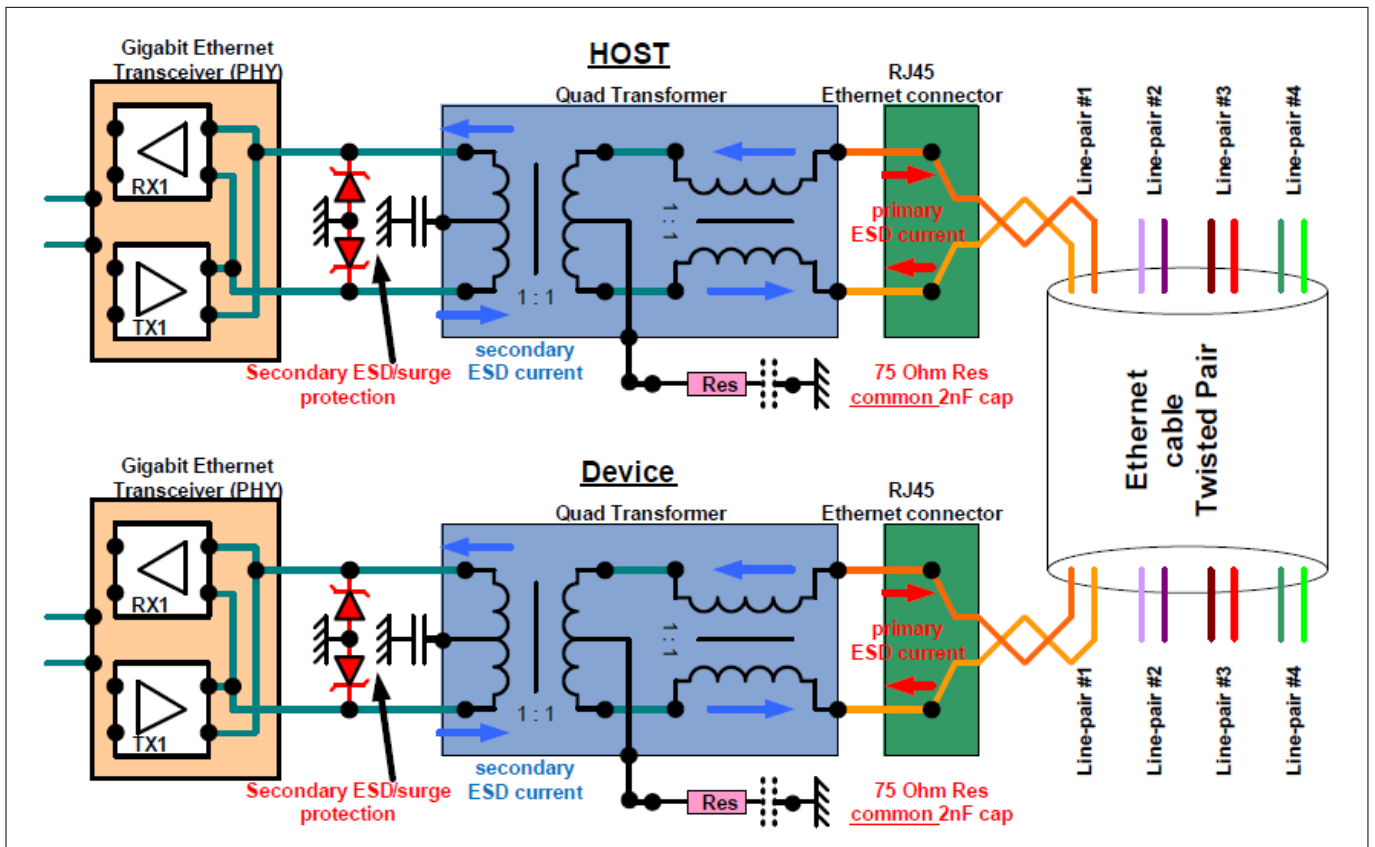 HOST
Gigabit Ethernet
Transceiver (PHY)
Quad Transformer
RJ45
Ethernet connector
RX1
TX1
1 : 1
1 : 1
primary
ESD current
secondary
ESD current
Secondary ESD/surge
protection
Res
75 Ohm Res
common 2nF cap
Line-pair #1
Line-pair #2
Line-pair #3
Line-pair #4
Ethernet
cable
Twisted Pair
Device
Gigabit Ethernet
Transceiver (PHY)
Quad Transformer
RJ45
Ethernet connector
RX1
TX1
1 : 1
1 : 1
primary
ESD current
secondary
ESD current
Secondary ESD/surge
protection
Res
75 Ohm Res
common 2nF cap
Line-pair #1
Line-pair #2
Line-pair #3
Line-pair #4